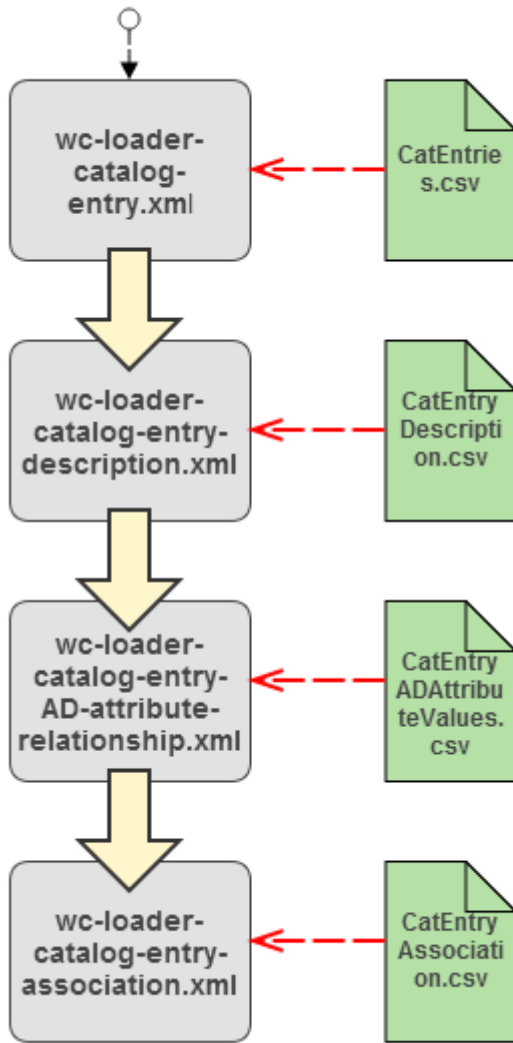 wc-loader-
catalog-
entry.xml
CatEntrie
s.csv
wc-loader-
catalog-entry-
description.xml
CatEntry
Descripti
on.csv
wc-loader-
catalog-entry-
AD-attribute-
relationship.xml
CatEntry
ADAttribu
teValues.
csv
wc-loader-
catalog-entry-
association.xml
CatEntry
Associati
on.csv